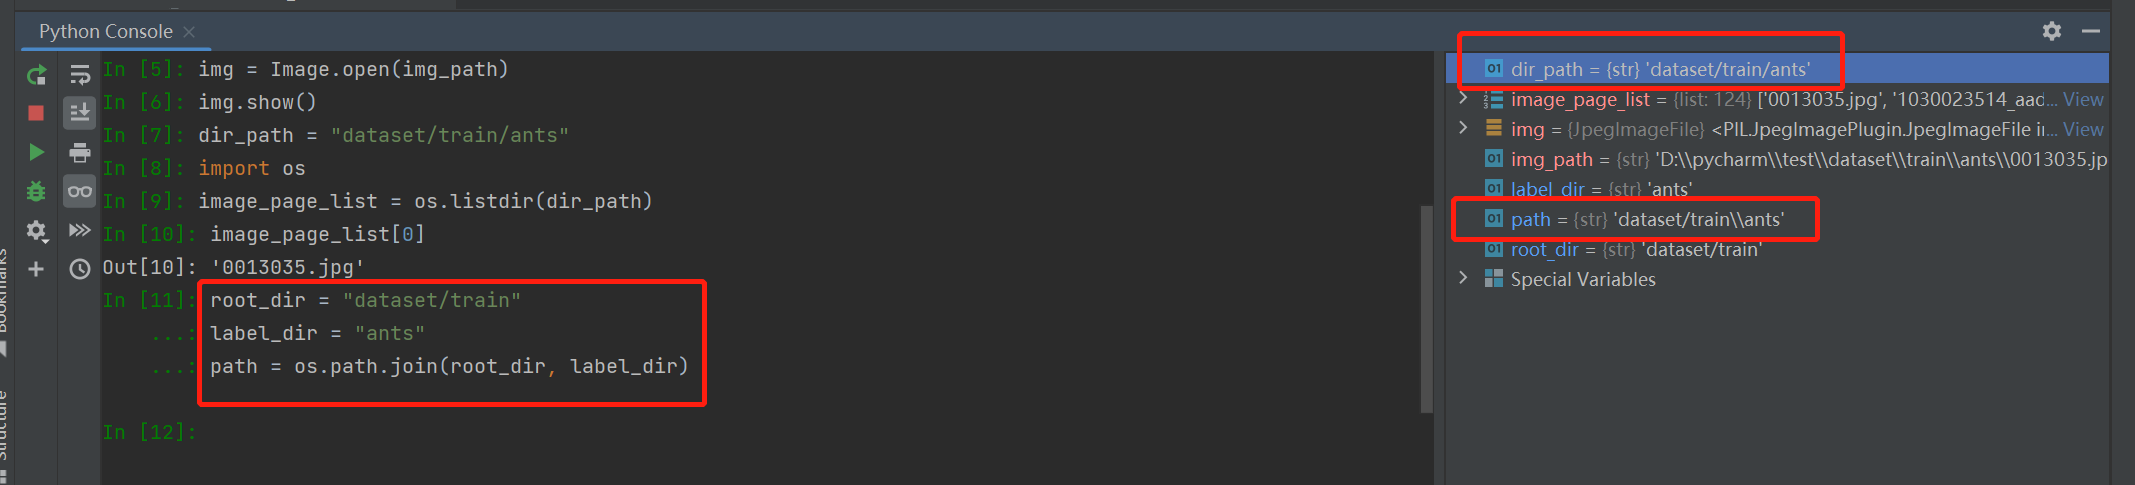 Python Console
In [5]: img = Image.open(img_path)
In [6]: img.show()
In [7]: dir_path = "dataset/train/ants"
In [8]: import os
In [9]: image_page_list = os.listdir(dir_path)
In [10]: image_page_list[0]
Out[10]: '0013035.jpg'
In [11]: root_dir = "dataset/train"
...: label_dir = "ants"
...: path = os.path.join(root_dir, label_dir)
In [12]:
dir_path = {str} 'dataset/train/ants'
image_page_list = {list: 124} ['0013035.jpg', '1030023514_aad... View
img = {JpegImageFile} <PIL.JpegImagePlugin.JpegImageFile ir... View
img_path = {str} 'D:\\pycharm\\test\\dataset\\train\\ants\\0013035.jp
label_dir = {str} 'ants'
path = {str} 'dataset/train\\ants'
root_dir = {str} 'dataset/train'
Special Variables
Bookmarks
Structure